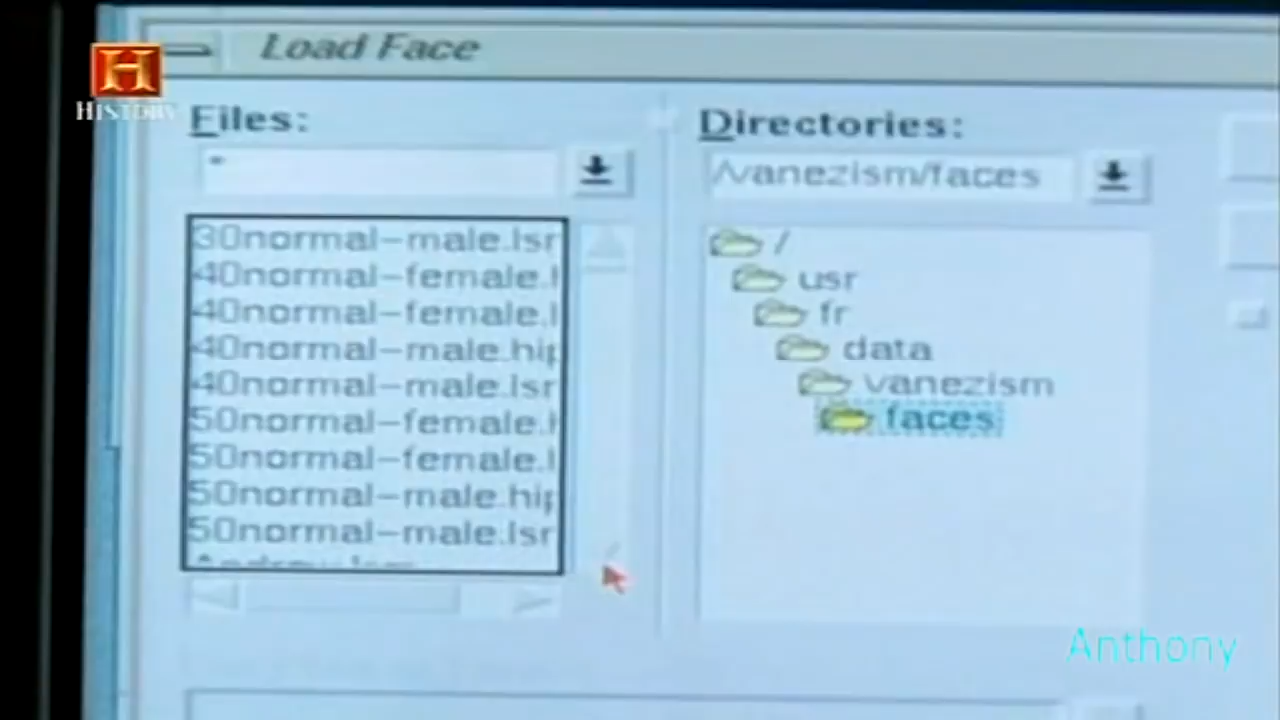 Load Face
HISTORY
Files:
*
30normal-male.lsr
40normal-female.h
40normal-female.l
40normal-male.hip
40normal-male.lsr
50normal-female.h
50normal-female.l
50normal-male.hip
50normal-male.lsr
Directories:
/vanezism/faces
/
usr
fr
data
vanezism
faces
Anthony